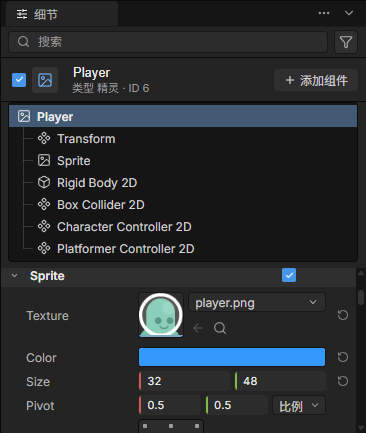 细节
搜索
Player
类型 精灵 · ID 6
+ 添加组件
Player
Transform
Sprite
Rigid Body 2D
Box Collider 2D
Character Controller 2D
Platformer Controller 2D
Sprite
Texture
player.png
Color
Size 32 48
Pivot 0.5 0.5 比例